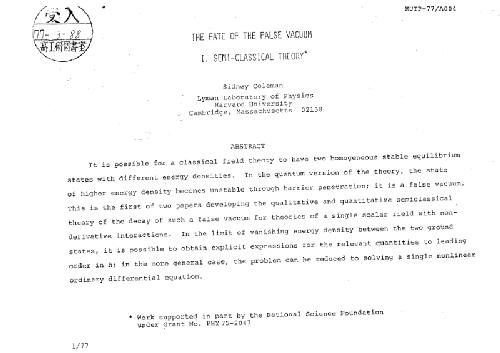 HUTP-77/A004
受入
77- 3-88
高工研図書室
THE FATE OF THE FALSE VACUUM
I. SEMI-CLASSICAL THEORY*
Sidney Coleman
Lyman Laboratory of Physics
Harvard University
Cambridge, Massachusetts 02138
ABSTRACT
It is possible for a classical field theory to have two homogeneous stable equilibrium
states with different energy densities. In the quantum version of the theory, the state
of higher energy density becomes unstable through barrier penetration; it is a false vacuum.
This is the first of two papers developing the qualitative and quantitative semiclassical
theory of the decay of such a false vacuum for theories of a single scalar field with non-
derivative interactions. In the limit of vanishing energy density between the two ground
states, it is possible to obtain explicit expressions for the relevant quantities to leading
order in ℏ; in the more general case, the problem can be reduced to solving a single nonlinear
ordinary differential equation.
* Work supported in part by the National Science Foundation
under Grant No. PHY75-
1/77